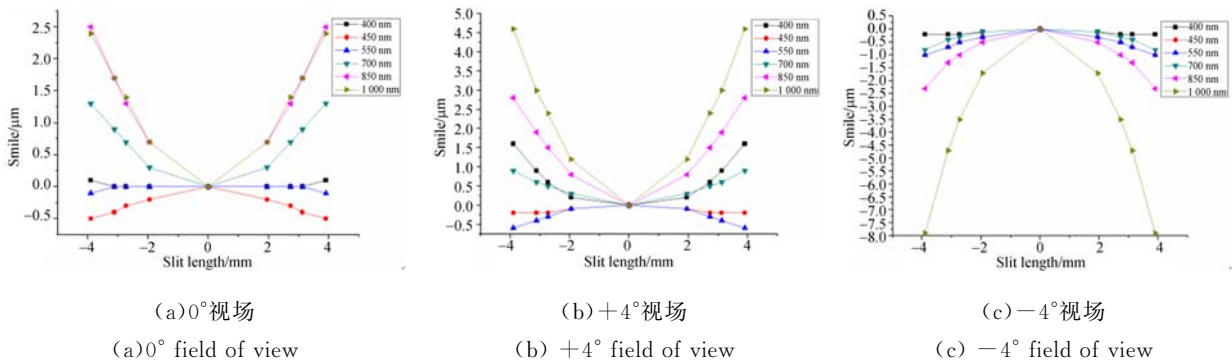 2.5
2.0
1.5
1.0
0.5
0.0
−0.5
Smile/μm
400 nm
450 nm
550 nm
700 nm
850 nm
1 000 nm
−4 −2 0 2 4
Slit length/mm
5.0
4.5
4.0
3.5
3.0
2.5
2.0
1.5
1.0
0.5
0.0
−0.5
Smile/μm
400 nm
450 nm
550 nm
700 nm
850 nm
1 000 nm
−4 −2 0 2 4
Slit length/mm
0.5
−0.0
−0.5
−1.0
−1.5
−2.0
−2.5
−3.0
−3.5
−4.0
−4.5
−5.0
−5.5
−6.0
−6.5
−7.0
−7.5
−8.0
Smile/μm
400 nm
450 nm
550 nm
700 nm
850 nm
1 000 nm
−4 −2 0 2 4
Slit length/mm
(a)0°视场
(b)+4°视场
(c)−4°视场
(a)0° field of view
(b) +4° field of view
(c) −4° field of view